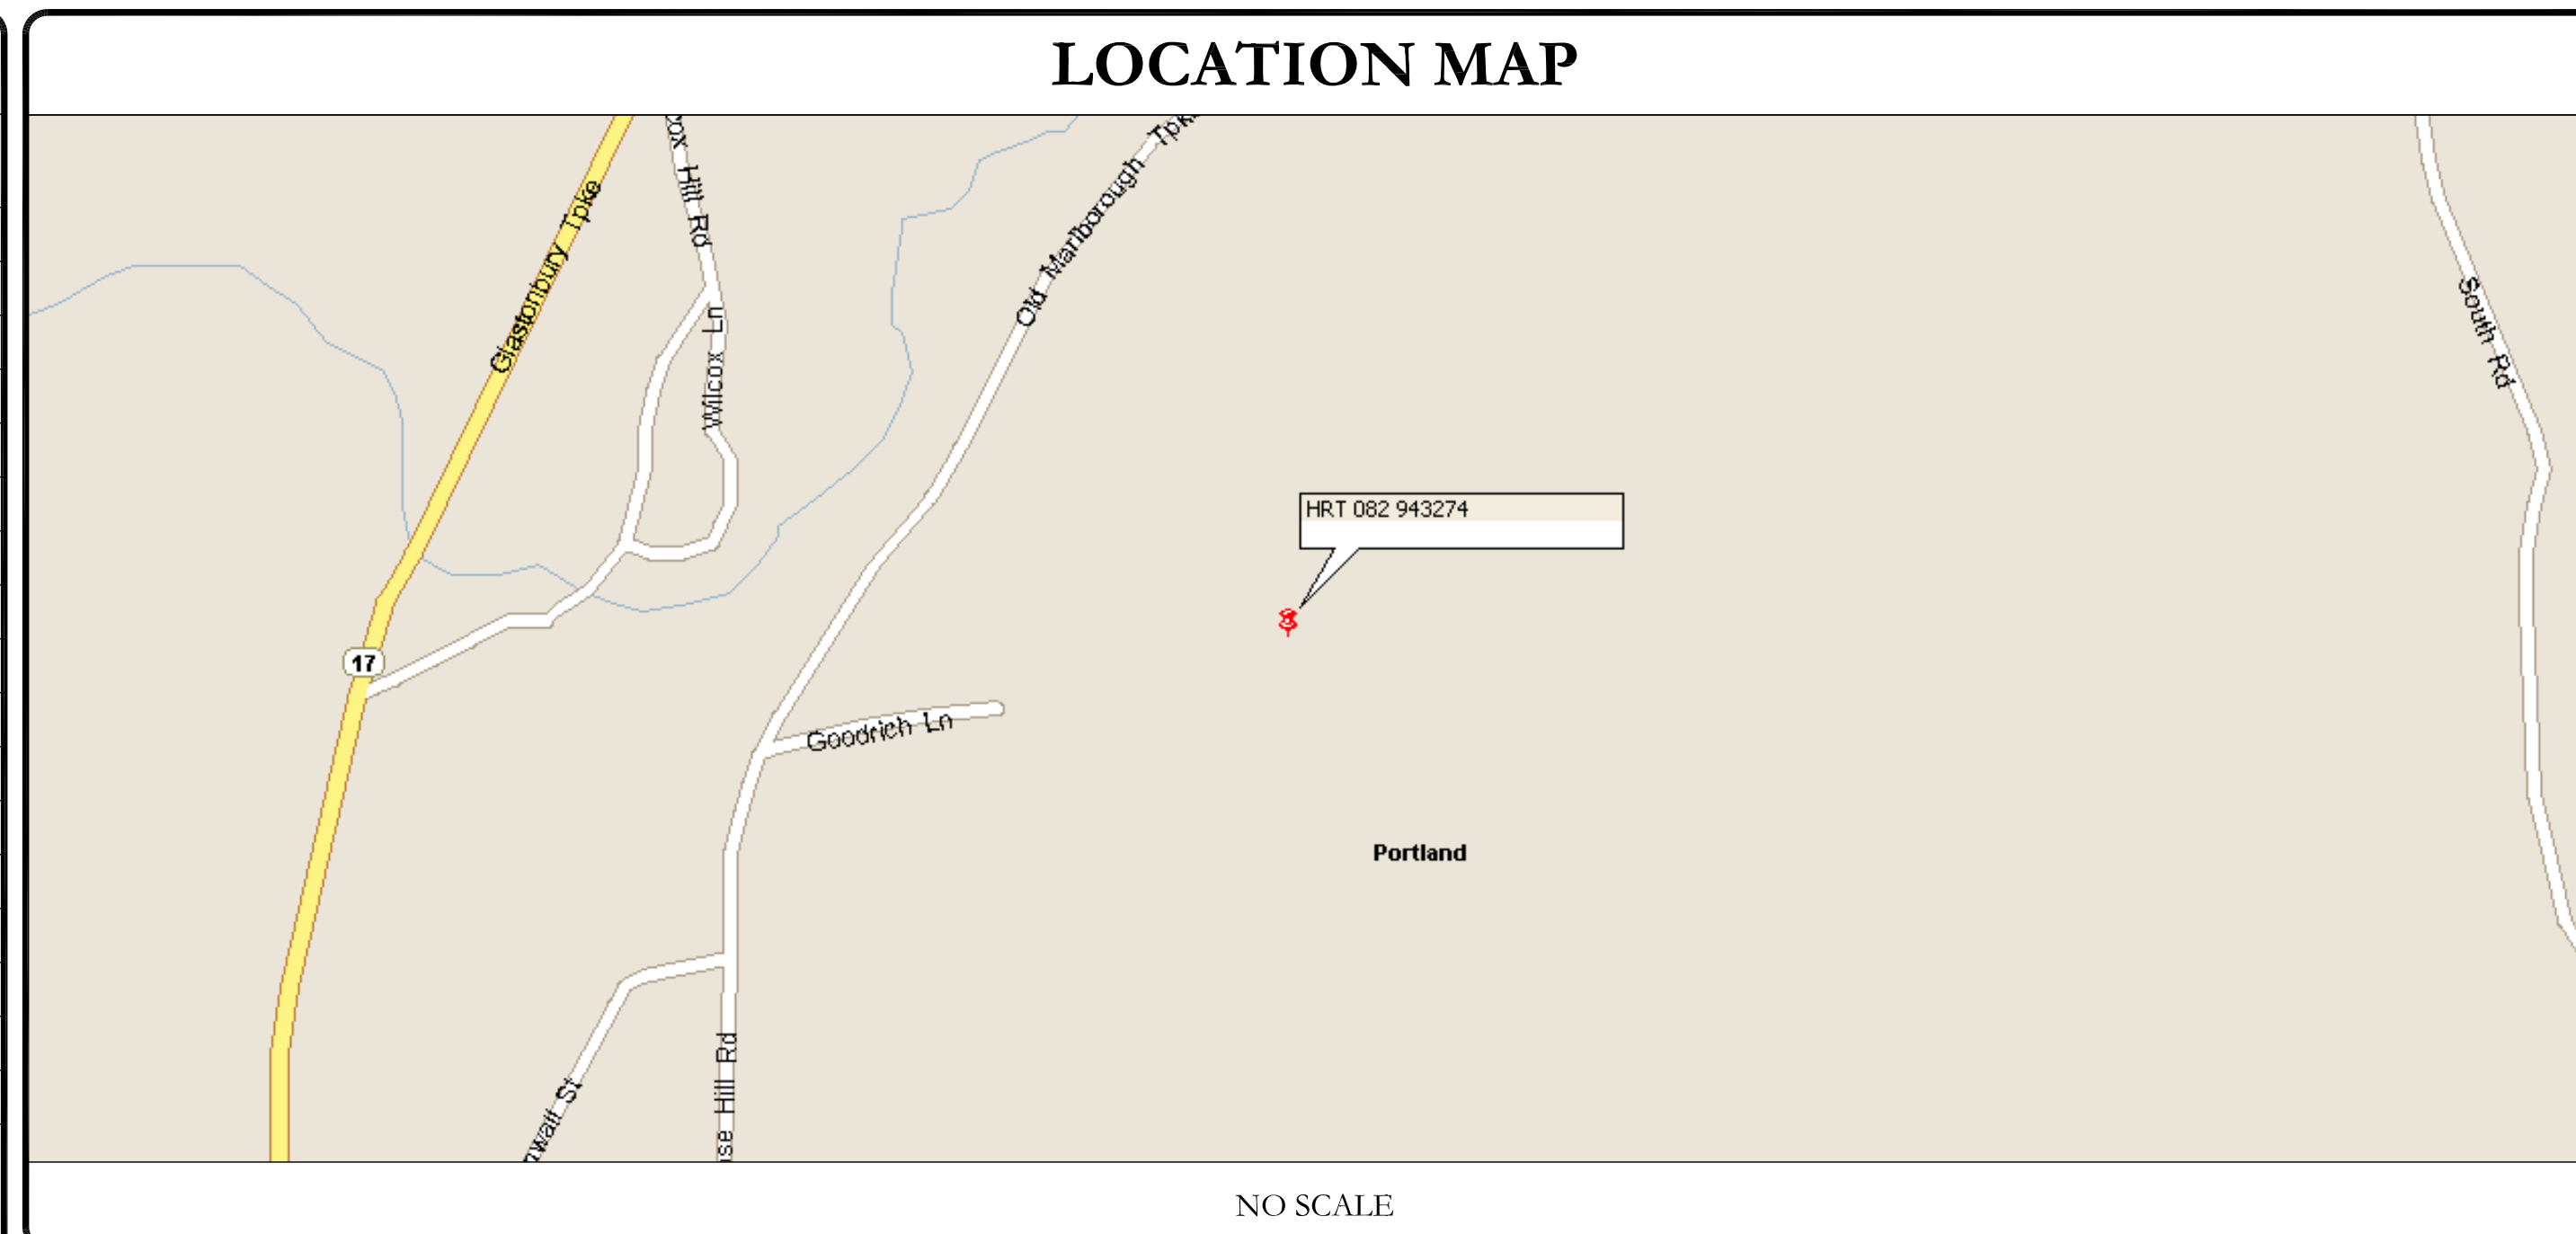 LOCATION MAP
Hill Rd
Old Marlborough Tpke
Glastonbury Tpke
Wilcox Ln
South Rd
HRT 082 943274
17
Goodrich Ln
Portland
Hill Rd
St
NO SCALE